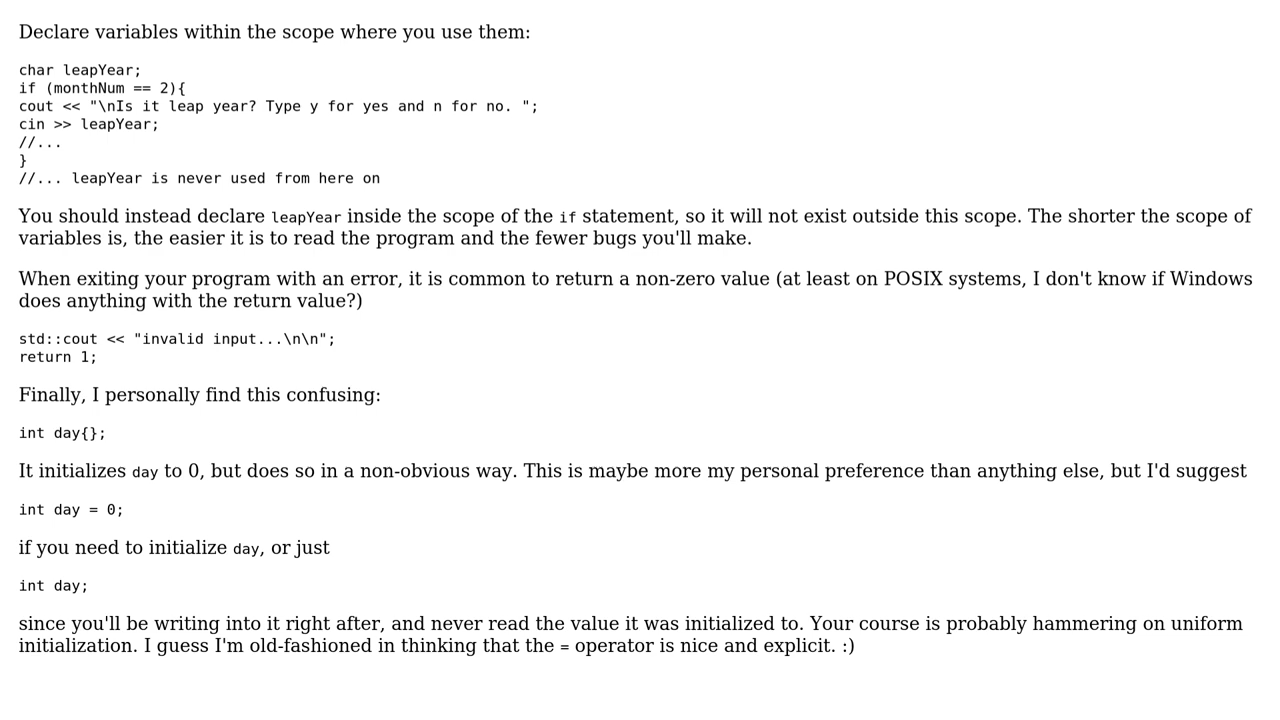 Declare variables within the scope where you use them:
char leapYear;
if (monthNum == 2){
cout << "\nIs it leap year? Type y for yes and n for no. ";
cin >> leapYear;
//...
}
//... leapYear is never used from here on
You should instead declare leapYear inside the scope of the if statement, so it will not exist outside this scope. The shorter the scope of
variables is, the easier it is to read the program and the fewer bugs you'll make.
When exiting your program with an error, it is common to return a non-zero value (at least on POSIX systems, I don't know if Windows
does anything with the return value?)
std::cout << "invalid input...\n\n";
return 1;
Finally, I personally find this confusing:
int day{};
It initializes day to 0, but does so in a non-obvious way. This is maybe more my personal preference than anything else, but I'd suggest
int day = 0;
if you need to initialize day, or just
int day;
since you'll be writing into it right after, and never read the value it was initialized to. Your course is probably hammering on uniform
initialization. I guess I'm old-fashioned in thinking that the = operator is nice and explicit. :)